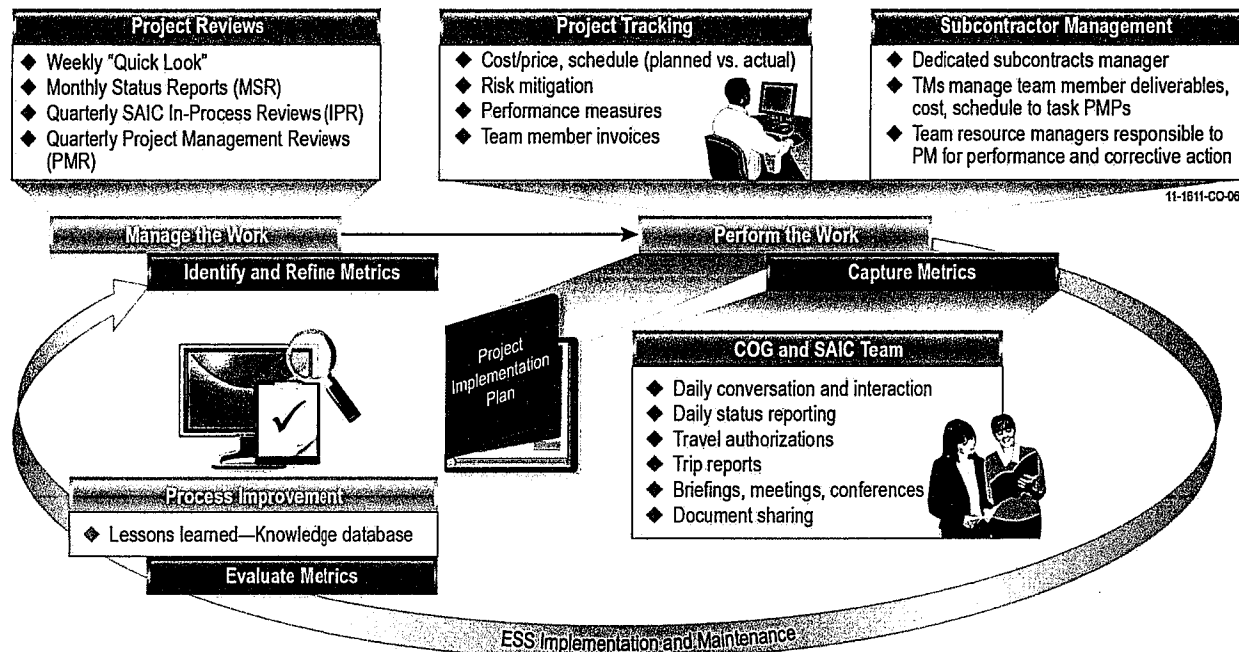 Project Reviews
◆ Weekly "Quick Look"
◆ Monthly Status Reports (MSR)
◆ Quarterly SAIC In-Process Reviews (IPR)
◆ Quarterly Project Management Reviews
(PMR)
Project Tracking
◆ Cost/price, schedule (planned vs. actual)
◆ Risk mitigation
◆ Performance measures
◆ Team member invoices
Subcontractor Management
◆ Dedicated subcontracts manager
◆ TMs manage team member deliverables,
cost, schedule to task PMPs
◆ Team resource managers responsible to
PM for performance and corrective action
11-1611-CO-06
Manage the Work
Identify and Refine Metrics
Perform the Work
Capture Metrics
Project
Implementation
Plan
COG and SAIC Team
◆ Daily conversation and interaction
◆ Daily status reporting
◆ Travel authorizations
◆ Trip reports
◆ Briefings, meetings, conferences
◆ Document sharing
Process Improvement
◆ Lessons learned—Knowledge database
Evaluate Metrics
ESS Implementation and Maintenance